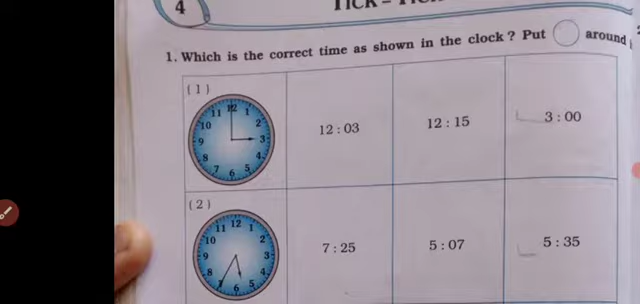 4
TICK -
1. Which is the correct time as shown in the clock ? Put around
( 1 )
11 12 1
10 2
9 3
8 4
7 6 5
12 : 03
12 : 15
3 : 00
( 2 )
11 12 1
10 2
9 3
8 4
7 6 5
7 : 25
5 : 07
5 : 35